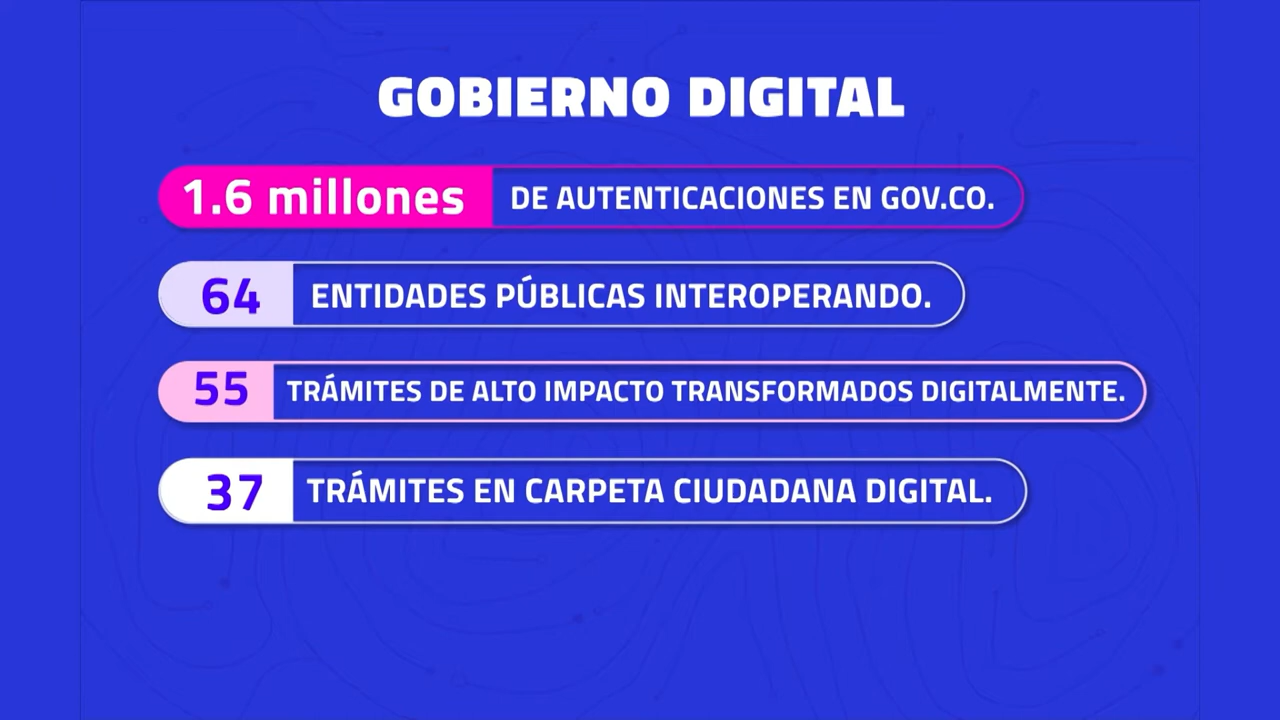 GOBIERNO DIGITAL
1.6 millones DE AUTENTICACIONES EN GOV.CO.
64 ENTIDADES PÚBLICAS INTEROPERANDO.
55 TRÁMITES DE ALTO IMPACTO TRANSFORMADOS DIGITALMENTE.
37 TRÁMITES EN CARPETA CIUDADANA DIGITAL.